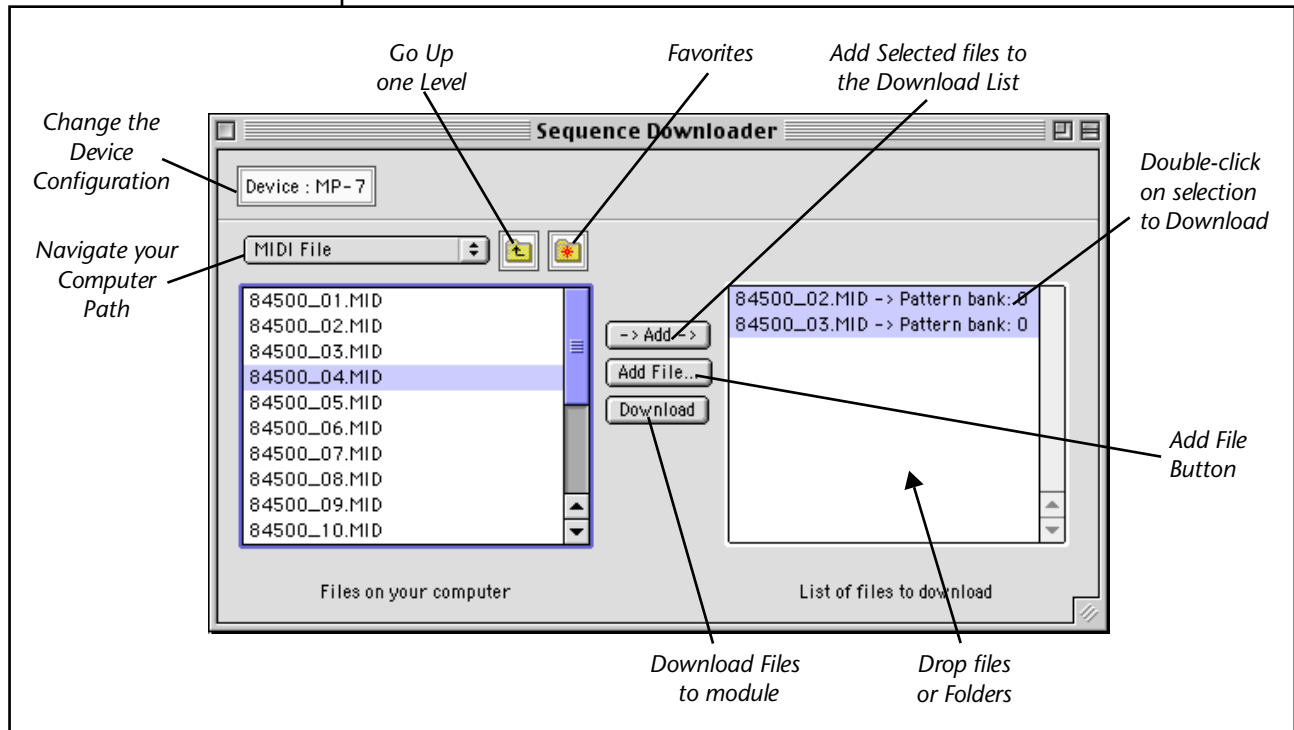 Go Up
one Level
Favorites
Add Selected files to
the Download List
Change the
Device
Configuration
Sequence Downloader
Device : MP-7
Double-click
on selection
to Download
Navigate your
Computer
Path
MIDI File
84500_01.MID
84500_02.MID
84500_03.MID
84500_04.MID
84500_05.MID
84500_06.MID
84500_07.MID
84500_08.MID
84500_09.MID
84500_10.MID
-> Add ->
Add File...
Download
84500_02.MID -> Pattern bank: 0
84500_03.MID -> Pattern bank: 0
Add File
Button
Files on your computer
List of files to download
Download Files
to module
Drop files
or Folders